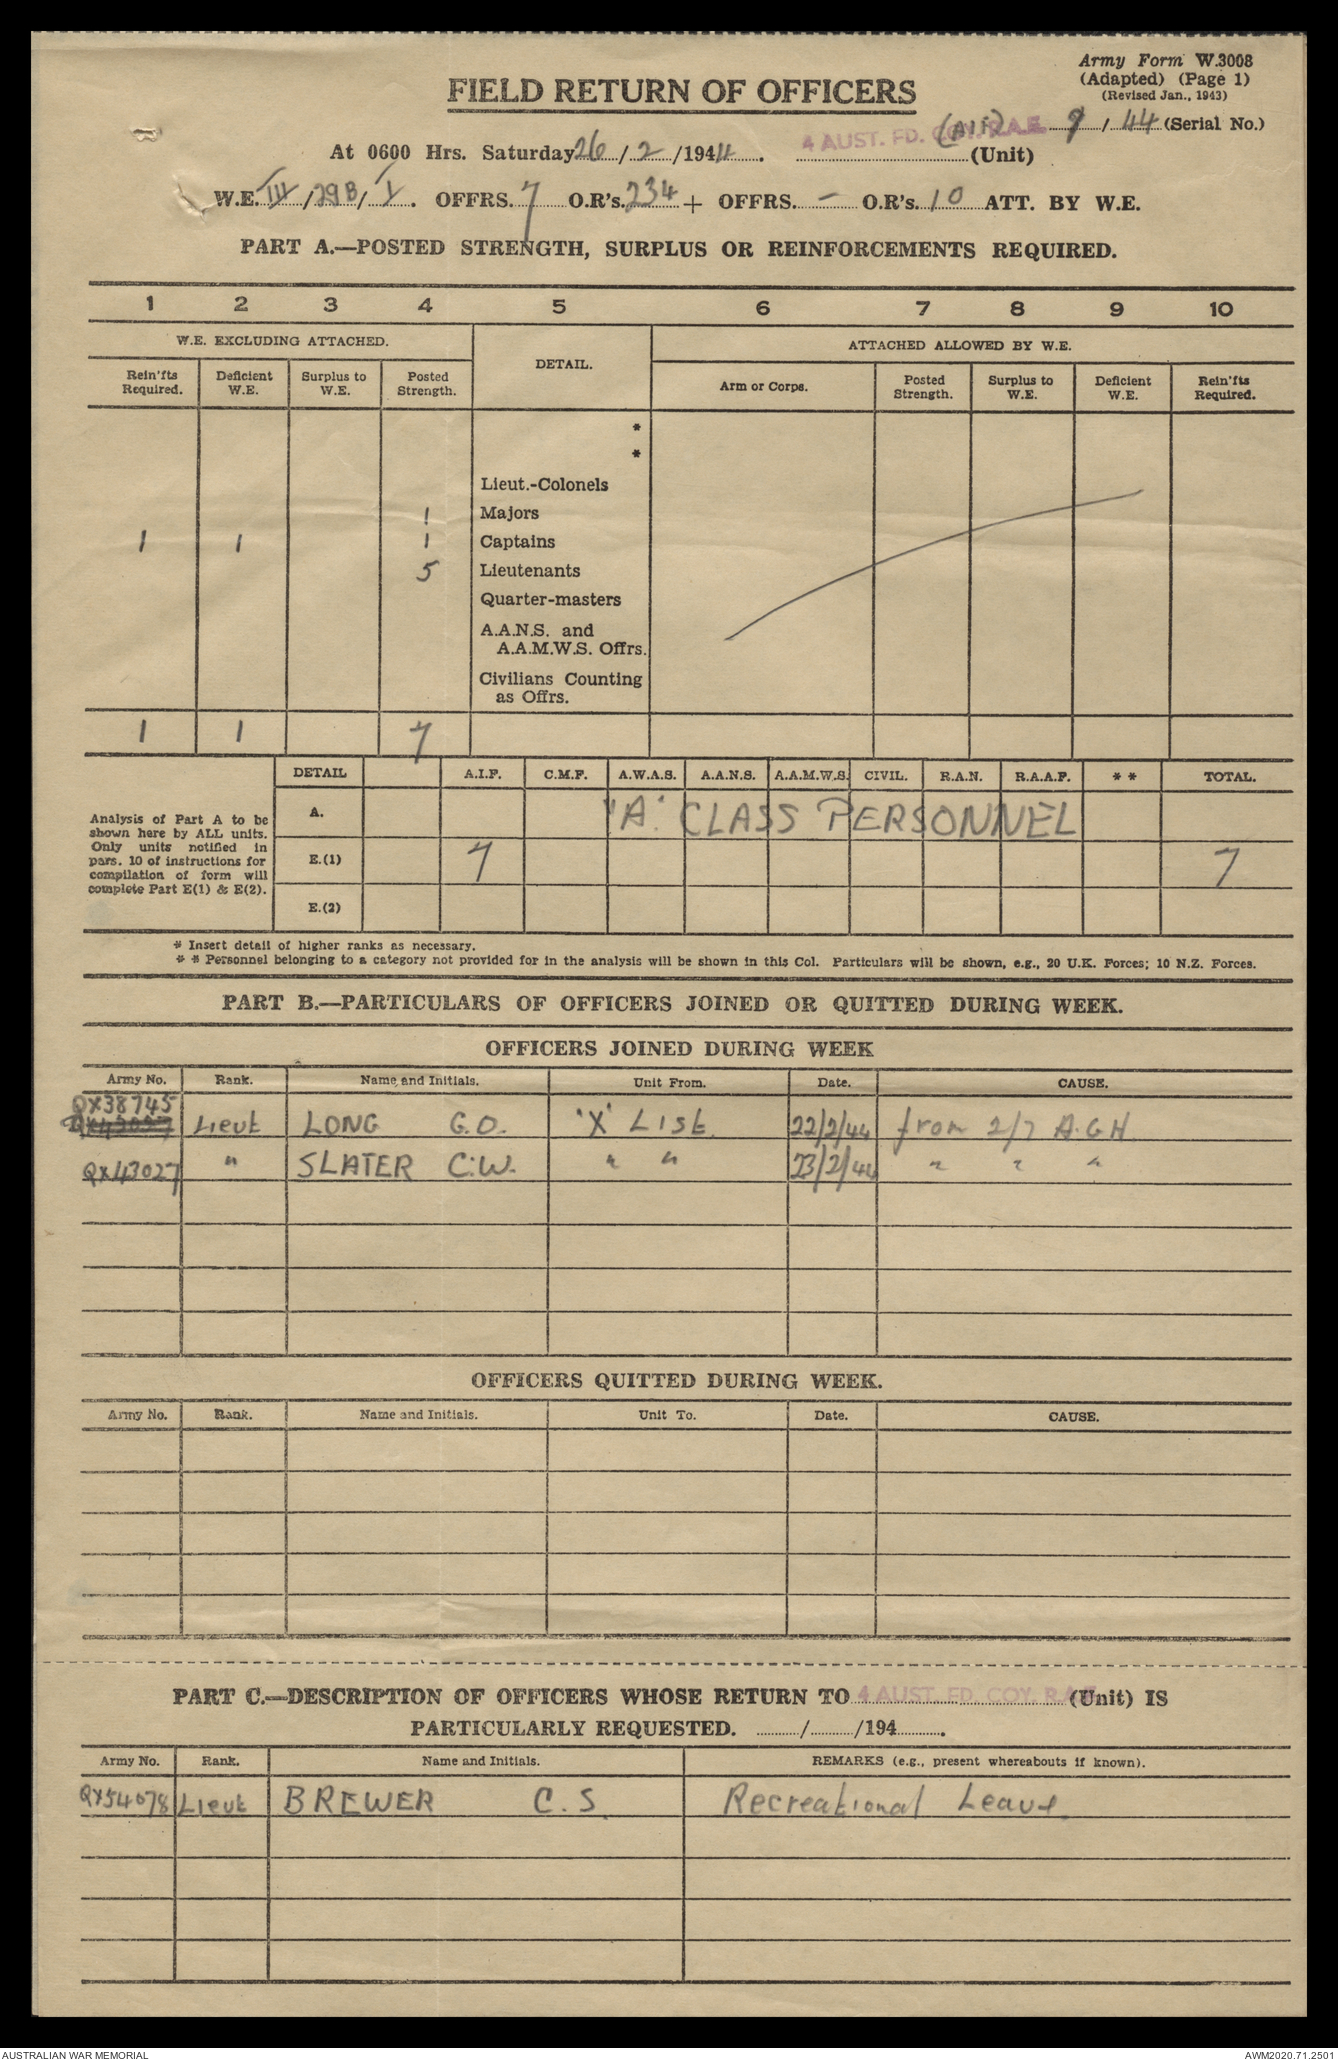 Army Form W.3008
(Adapted) (Page 1)
(Revised Jan., 1943)
FIELD RETURN OF OFFICERS
4 AUST. FD. COY. R.A.E. (AIF) 9/44 (Serial No.)
At 0600 Hrs. Saturday 26/2/1944. (Unit)
W.E. III/29B/1. OFFRS. 7 O.R's. 234 + OFFRS. — O.R's. 10 ATT. BY W.E.
PART A.—POSTED STRENGTH, SURPLUS OR REINFORCEMENTS REQUIRED.
1 2 3 4 5 6 7 8 9 10
W.E. EXCLUDING ATTACHED. DETAIL. ATTACHED ALLOWED BY W.E.
Rein'fts Required. Deficient W.E. Surplus to W.E. Posted Strength. Arm or Corps. Posted Strength. Surplus to W.E. Deficient W.E. Rein'fts Required.
*
*
Lieut.-Colonels
1 Majors
1 1 1 Captains
5 Lieutenants
Quarter-masters
A.A.N.S. and
A.A.M.W.S. Offrs.
Civilians Counting
as Offrs.
1 1 7
DETAIL A.I.F. C.M.F. A.W.A.S. A.A.N.S. A.A.M.W.S. CIVIL. R.A.N. R.A.A.F. * * TOTAL.
Analysis of Part A to be
shown here by ALL units.
Only units notified in
pars. 10 of instructions for
compilation of form will
complete Part E(1) & E(2).
A. "A" CLASS PERSONNEL
E.(1) 7 7
E.(2)
* Insert detail of higher ranks as necessary.
* * Personnel belonging to a category not provided for in the analysis will be shown in this Col. Particulars will be shown, e.g., 20 U.K. Forces; 10 N.Z. Forces.
PART B.—PARTICULARS OF OFFICERS JOINED OR QUITTED DURING WEEK.
OFFICERS JOINED DURING WEEK
Army No. Rank. Name and Initials. Unit From. Date. CAUSE.
QX38745
QX43027 Lieut LONG G.O. 'X' List 22/2/44 from 2/7 A.G.H
QX43027 " SLATER C.W. " " 23/2/44 " " "
OFFICERS QUITTED DURING WEEK.
Army No. Rank. Name and Initials. Unit To. Date. CAUSE.
PART C.—DESCRIPTION OF OFFICERS WHOSE RETURN TO 4 AUST. FD. COY. R.A.E. (Unit) IS
PARTICULARLY REQUESTED. ........../........../194...........
Army No. Rank. Name and Initials. REMARKS (e.g., present whereabouts if known).
QX54078 Lieut BREWER C.S. Recreational Leave
AUSTRALIAN WAR MEMORIAL AWM2020.71.2501